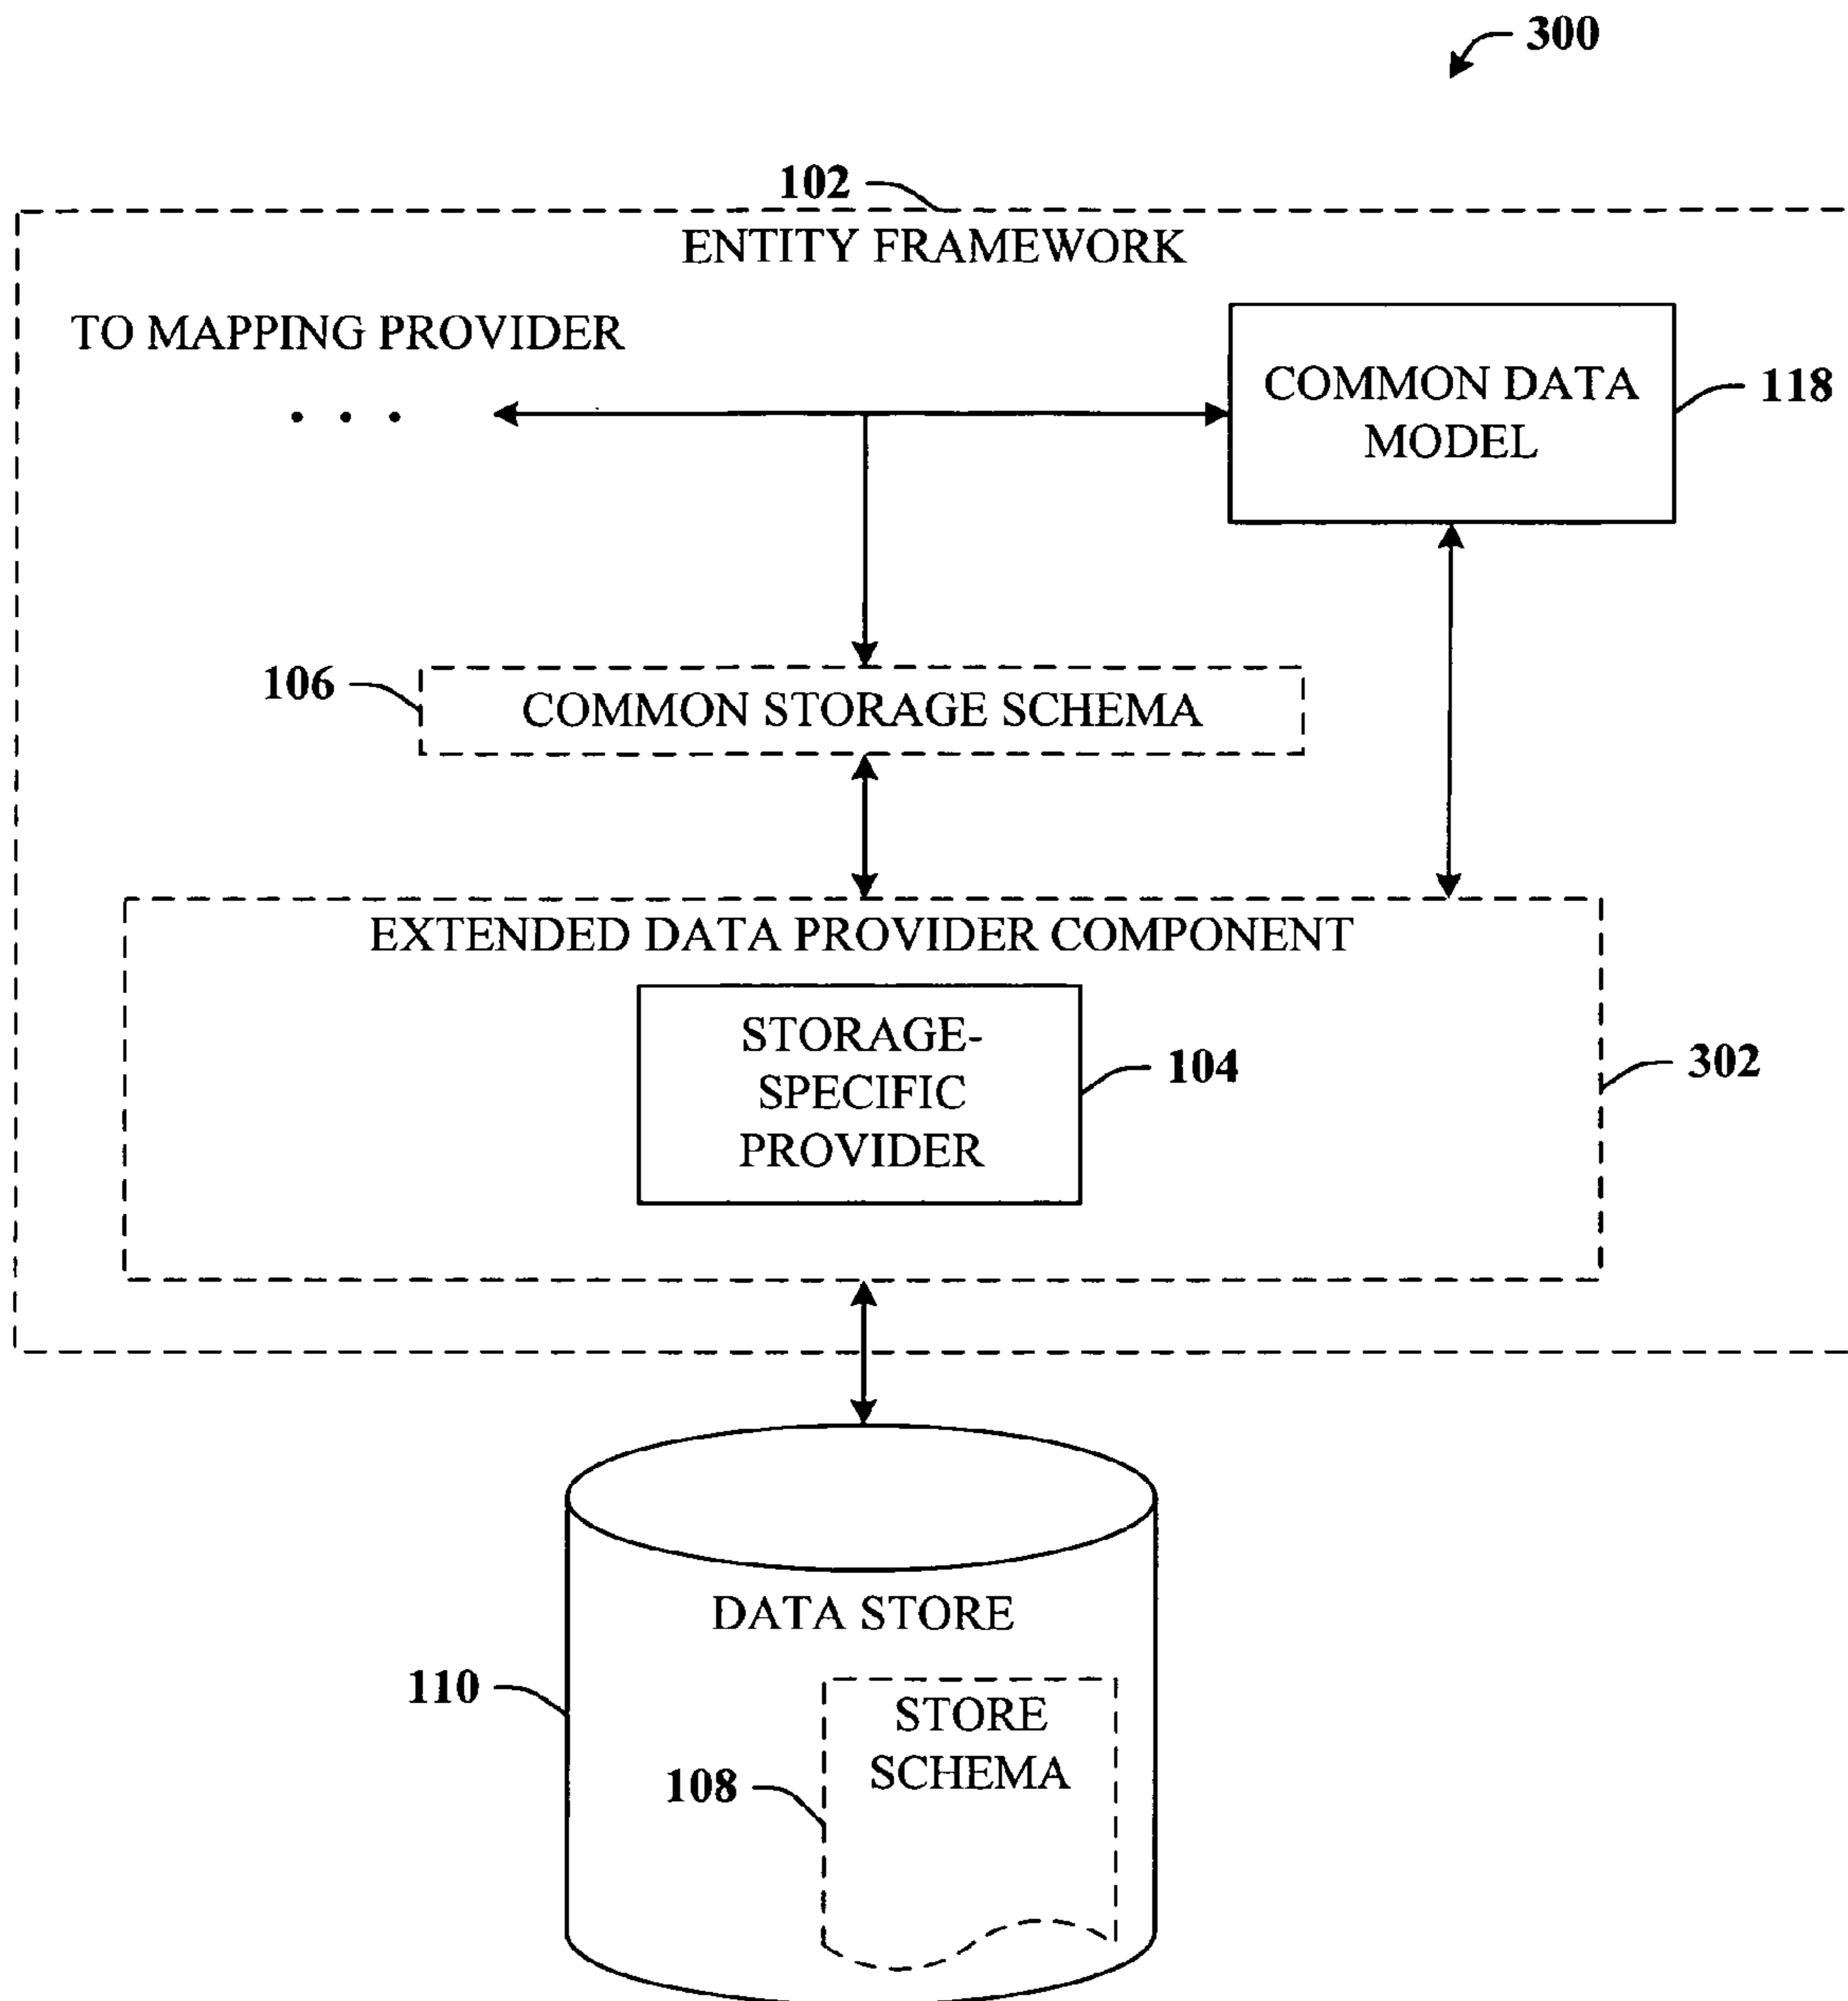 300
102
ENTITY FRAMEWORK
TO MAPPING PROVIDER
. . .
COMMON DATA
MODEL
118
106
COMMON STORAGE SCHEMA
EXTENDED DATA PROVIDER COMPONENT
STORAGE-
SPECIFIC
PROVIDER
104
302
DATA STORE
110
STORE
SCHEMA
108